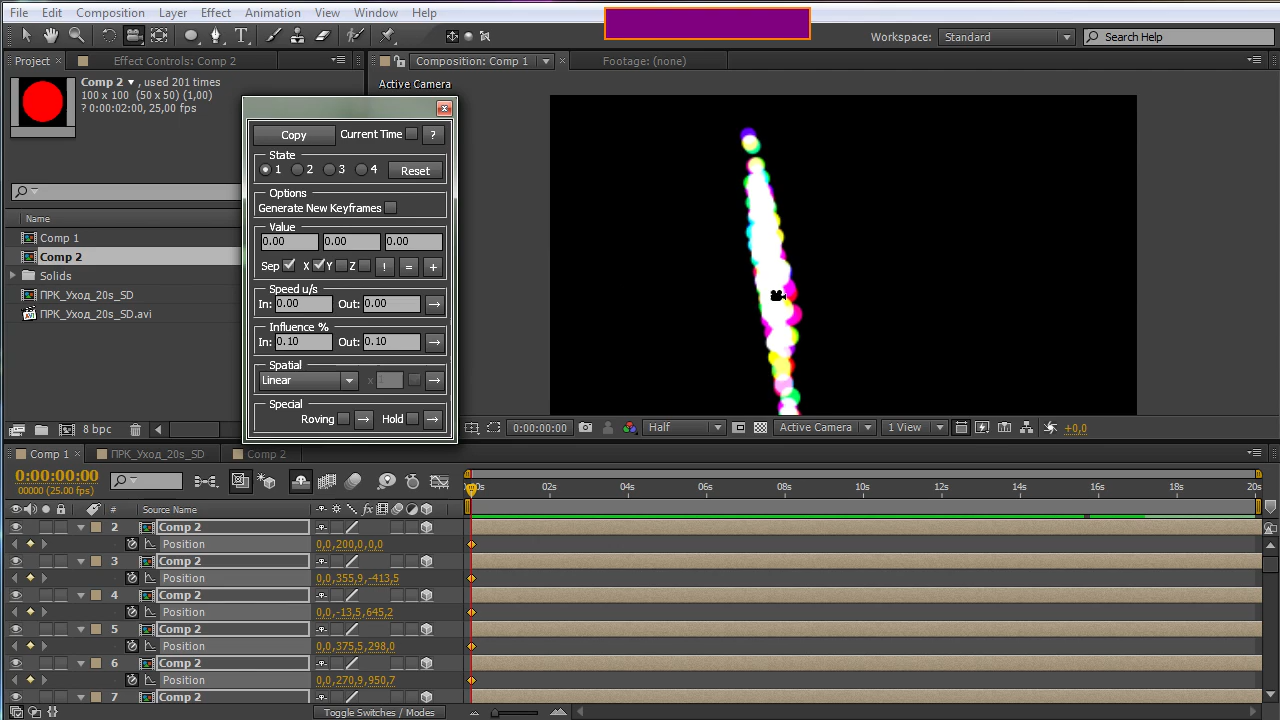 File Edit Composition Layer Effect Animation View Window Help
Workspace: Standard Search Help
Project Effect Controls: Comp 2 Composition: Comp 1 Footage: (none)
Comp 2 , used 201 times
100 x 100 (50 x 50) (1,00)
? 0:00:02:00, 25,00 fps
Active Camera
Copy Current Time ?
State
1 2 3 4 Reset
Options
Generate New Keyframes
Value
0.00 0.00 0.00
Sep X Y Z ! = +
Speed u/s
In: 0.00 Out: 0.00
Influence %
In: 0.10 Out: 0.10
Spatial
Linear x
Special
Roving Hold
Name
Comp 1
Comp 2
Solids
ПРК_Уход_20s_SD
ПРК_Уход_20s_SD.avi
8 bpc
0:00:00:00 Half Active Camera 1 View +0,0
Comp 1 ПРК_Уход_20s_SD Comp 2
0:00:00:00
00000 (25.00 fps)
02s 04s 06s 08s 10s 12s 14s 16s 18s 20s
# Source Name
2 Comp 2
Position 0,0,200,0,0,0
3 Comp 2
Position 0,0,355,9,-413,5
4 Comp 2
Position 0,0,-13,5,645,2
5 Comp 2
Position 0,0,375,5,298,0
6 Comp 2
Position 0,0,270,9,950,7
7 Comp 2
Toggle Switches / Modes